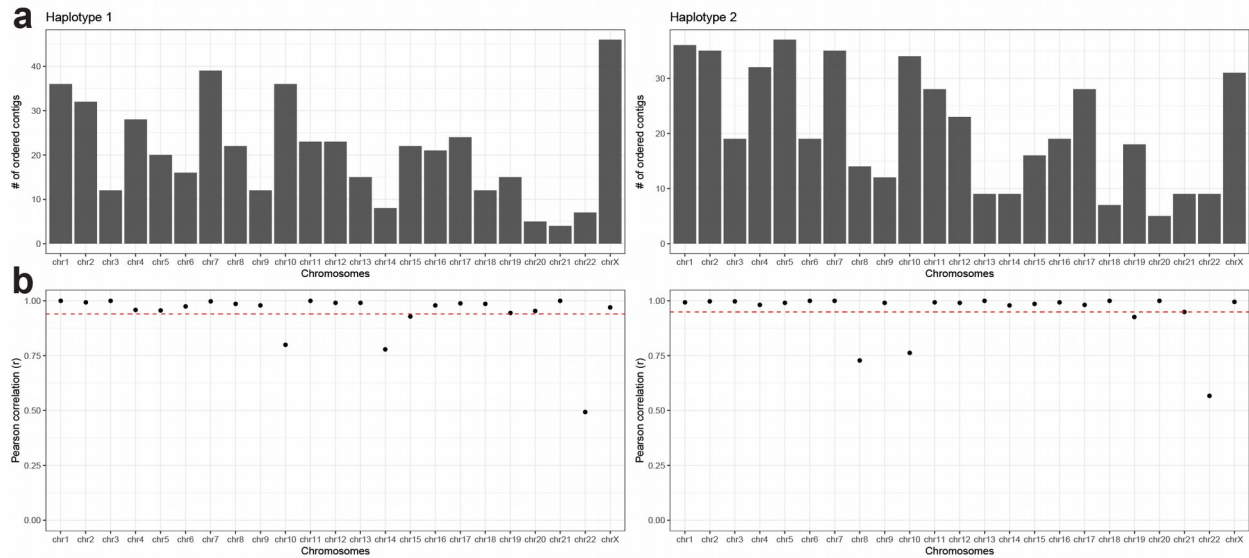 a
Haplotype 1
Haplotype 2
# of ordered contigs
40
30
20
10
0
chr1 chr2 chr3 chr4 chr5 chr6 chr7 chr8 chr9 chr10 chr11 chr12 chr13 chr14 chr15 chr16 chr17 chr18 chr19 chr20 chr21 chr22 chrX
Chromosomes
# of ordered contigs
30
20
10
0
chr1 chr2 chr3 chr4 chr5 chr6 chr7 chr8 chr9 chr10 chr11 chr12 chr13 chr14 chr15 chr16 chr17 chr18 chr19 chr20 chr21 chr22 chrX
Chromosomes
b
Pearson correlation (r)
1.00
0.75
0.50
0.25
0.00
chr1 chr2 chr3 chr4 chr5 chr6 chr7 chr8 chr9 chr10 chr11 chr12 chr13 chr14 chr15 chr16 chr17 chr18 chr19 chr20 chr21 chr22 chrX
Chromosomes
Pearson correlation (r)
1.00
0.75
0.50
0.25
0.00
chr1 chr2 chr3 chr4 chr5 chr6 chr7 chr8 chr9 chr10 chr11 chr12 chr13 chr14 chr15 chr16 chr17 chr18 chr19 chr20 chr21 chr22 chrX
Chromosomes